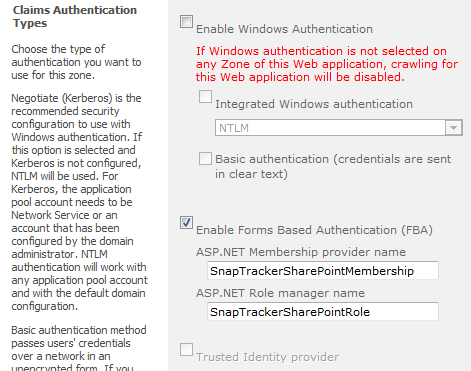 Claims Authentication
Types
Choose the type of
authentication you want to
use for this zone.
Negotiate (Kerberos) is the
recommended security
configuration to use with
Windows authentication. If
this option is selected and
Kerberos is not configured,
NTLM will be used. For
Kerberos, the application
pool account needs to be
Network Service or an
account that has been
configured by the domain
administrator. NTLM
authentication will work with
any application pool account
and with the default domain
configuration.
Basic authentication method
passes users' credentials
over a network in an
unencrypted form. If you
Enable Windows Authentication
If Windows authentication is not selected on
any Zone of this Web application, crawling for
this Web application will be disabled.
Integrated Windows authentication
NTLM
Basic authentication (credentials are sent
in clear text)
Enable Forms Based Authentication (FBA)
ASP.NET Membership provider name
SnapTrackerSharePointMembership
ASP.NET Role manager name
SnapTrackerSharePointRole
Trusted Identity provider